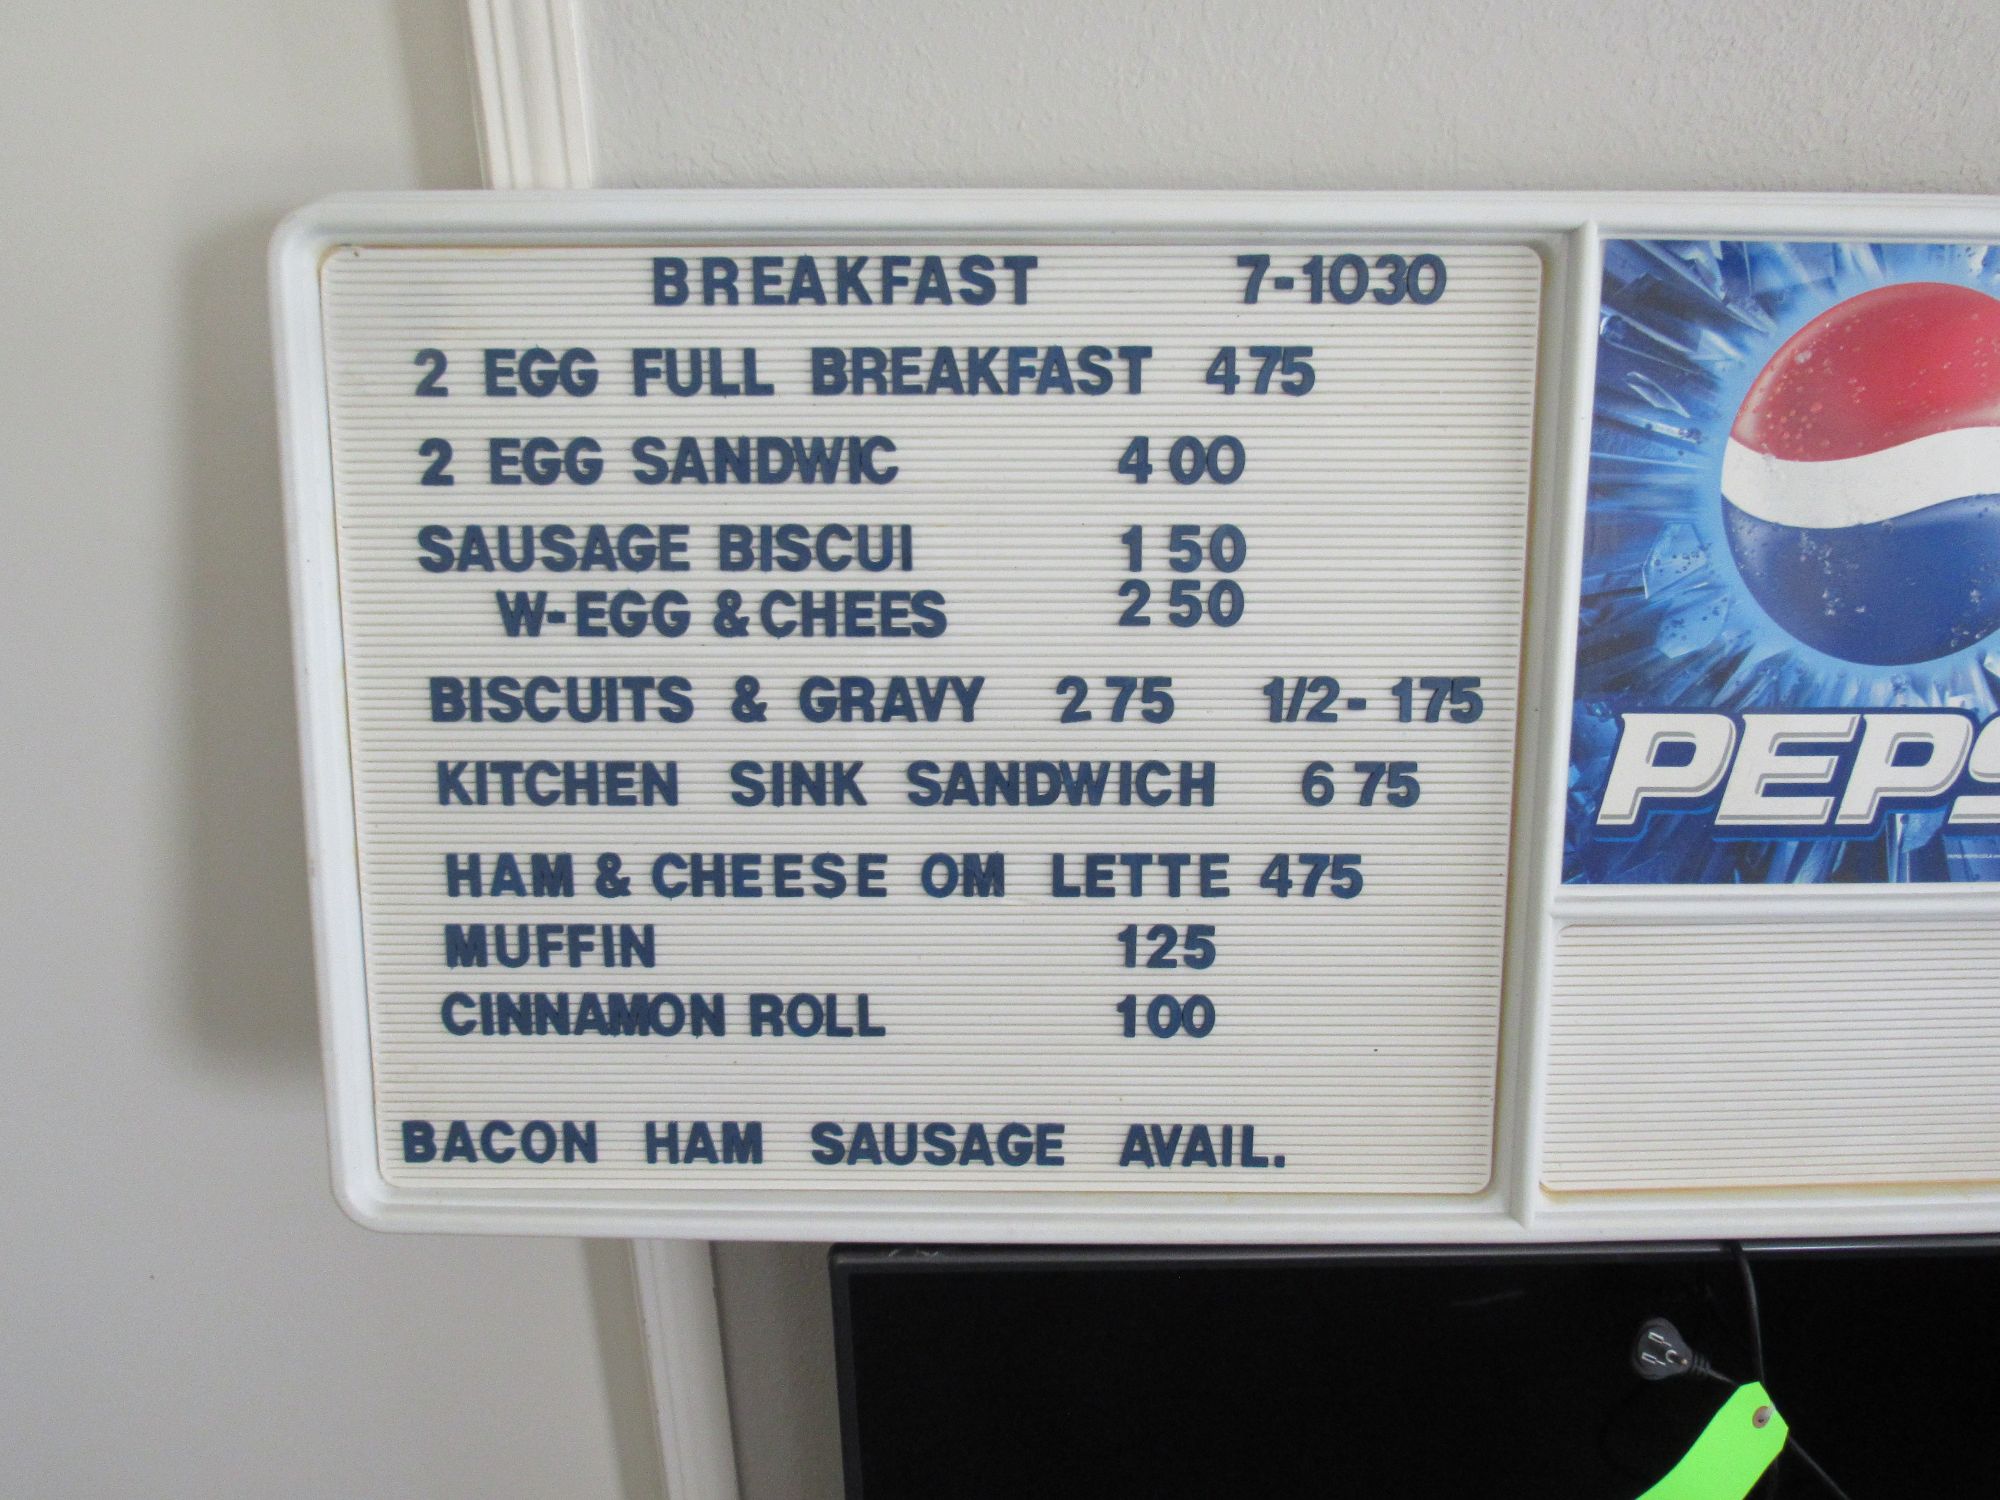 BREAKFAST 7-1030
2 EGG FULL BREAKFAST 475
2 EGG SANDWIC 400
SAUSAGE BISCUI 150
W-EGG & CHEES 250
BISCUITS & GRAVY 275 1/2- 175
KITCHEN SINK SANDWICH 675
HAM & CHEESE OM LETTE 475
MUFFIN 125
CINNAMON ROLL 100
BACON HAM SAUSAGE AVAIL.
PEPS